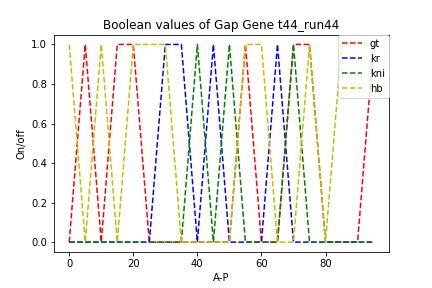 Boolean values of Gap Gene t44_run44
gt
kr
kni
hb
On/off
1.0
0.8
0.6
0.4
0.2
0.0
0 20 40 60 80
A-P